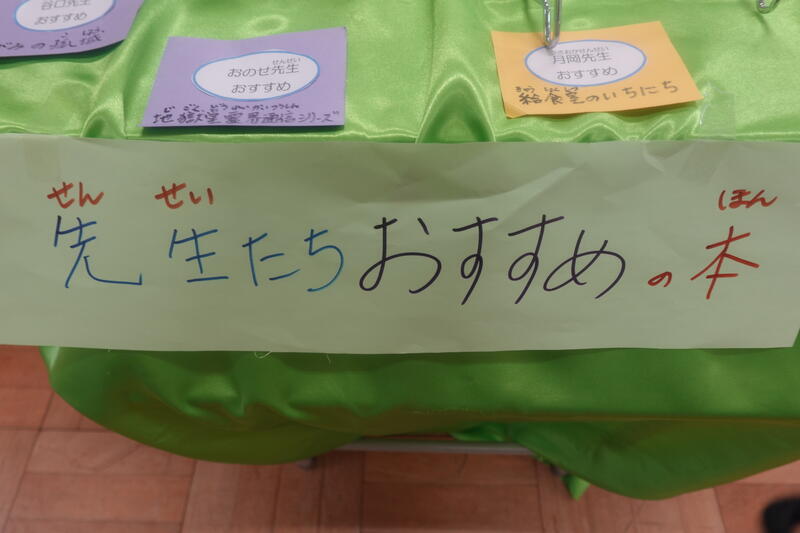 谷口先生
おすすめ
せんせい
おのせ先生
おすすめ
地獄堂霊界通信シリーズ
月岡先生
おすすめ
給食室のいちにち
せん せい ほん
先生たちおすすめの本